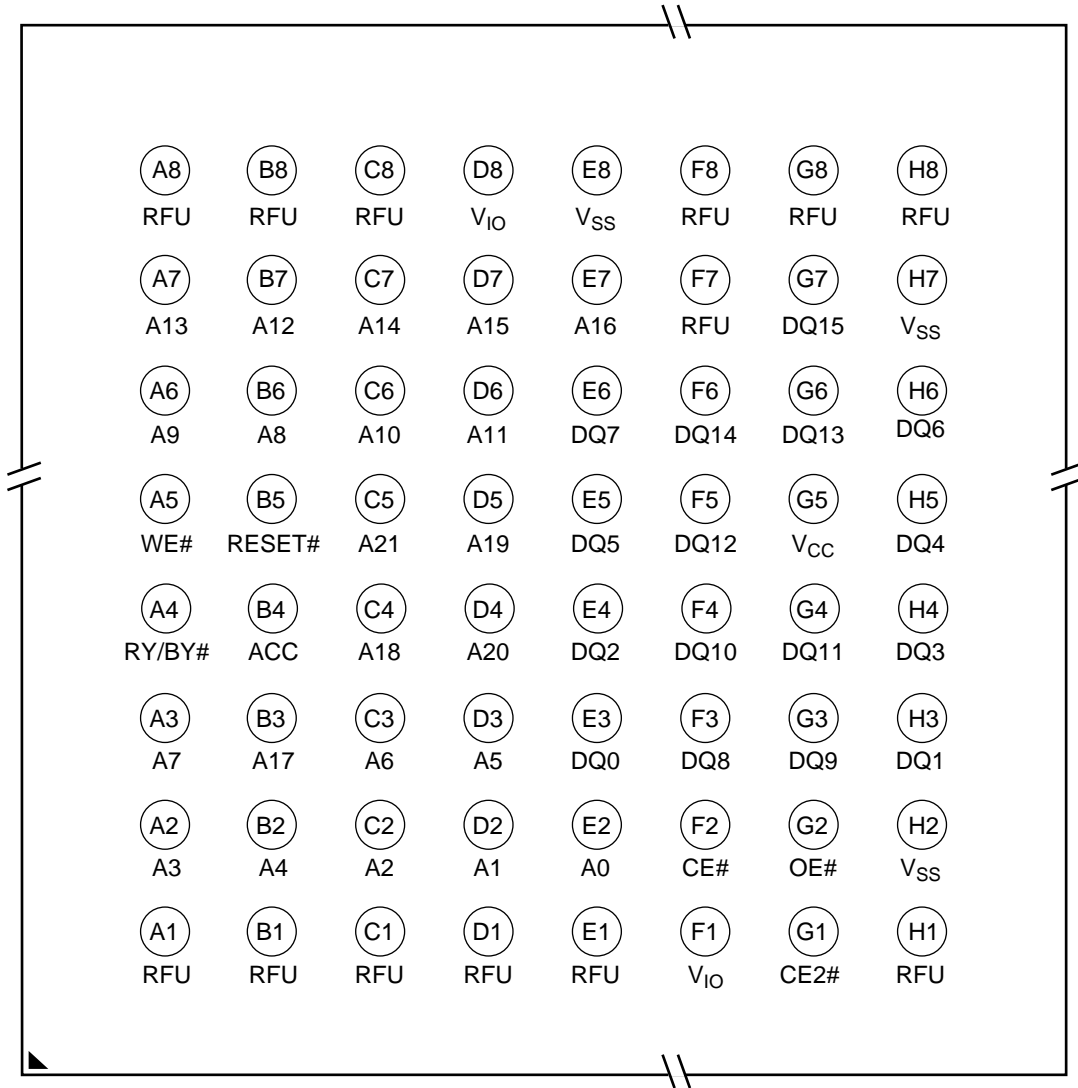 A8 B8 C8 D8 E8 F8 G8 H8
RFU RFU RFU VIO VSS RFU RFU RFU
A7 B7 C7 D7 E7 F7 G7 H7
A13 A12 A14 A15 A16 RFU DQ15 VSS
A6 B6 C6 D6 E6 F6 G6 H6
A9 A8 A10 A11 DQ7 DQ14 DQ13 DQ6
A5 B5 C5 D5 E5 F5 G5 H5
WE# RESET# A21 A19 DQ5 DQ12 VCC DQ4
A4 B4 C4 D4 E4 F4 G4 H4
RY/BY# ACC A18 A20 DQ2 DQ10 DQ11 DQ3
A3 B3 C3 D3 E3 F3 G3 H3
A7 A17 A6 A5 DQ0 DQ8 DQ9 DQ1
A2 B2 C2 D2 E2 F2 G2 H2
A3 A4 A2 A1 A0 CE# OE# VSS
A1 B1 C1 D1 E1 F1 G1 H1
RFU RFU RFU RFU RFU VIO CE2# RFU